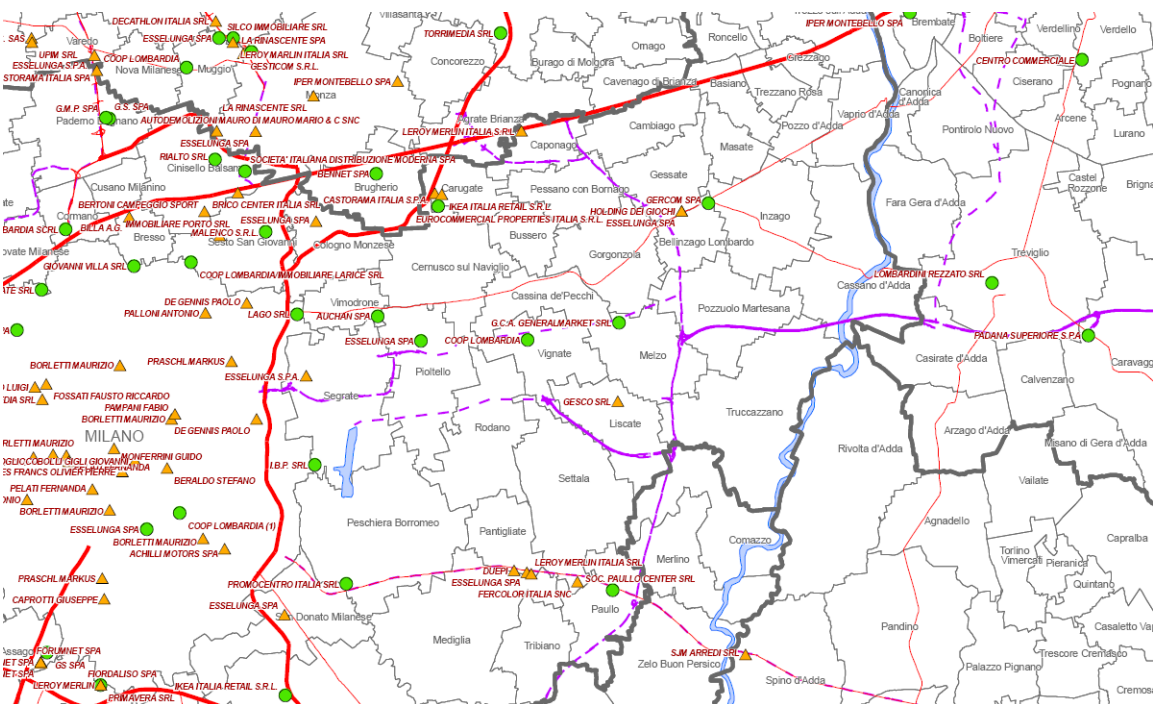 DECATHLON ITALIA SRL
SILCO IMMOBILIARE SRL
ESSELUNGA SPA
LA RINASCENTE SPA
LEROY MARLIN ITALIA SRL
GESTICOM S.R.L.
Villasanta
TORRIMEDIA SRL
Concorezzo
Omago
Roncello
Burago di Molgora
Cavenago di Brianza
Grezzago
IPER MONTEBELLO SPA
Brembate
Boltiere
Verdellino
Verdello
CENTRO COMMERCIALE
Ciserano
Pognano
Arcene
Lurano
SAS
Varedo
UPIM SRL
COOP LOMBARDIA
ESSELUNGA S.P.A.
STORAMA ITALIA SPA
Nova Milanese
Muggio
IPER MONTEBELLO SPA
Monza
G.M.P. SPA
G.S. SPA
LA RINASCENTE SRL
AUTODEMOLIZIONI MAURO DI MAURO MARIO & C SNC
ESSELUNGA SPA
Agrate Brianza
LEROY MERLIN ITALIA S.R.L.
Basiano
Trezzano Rosa
Canonica d'Adda
Vaprio d'Adda
Pozzo d'Adda
Pontirolo Nuovo
Cambiago
Masate
Caponago
RIALTO SRL
SOCIETA' ITALIANA DISTRIBUZIONE MODERNA SPA
Cinisello Balsamo
BENNET SPA
Brugherio
Carugate
Pessano con Bornago
Gessate
Castel Rozzone
Cusano Milanino
CASTORAMA ITALIA S.P.A.
IKEA ITALIA RETAIL S.R.L.
EUROCOMMERCIAL PROPERTIES ITALIA S.R.L.
GERCOM SPA
HOLDING DEI GIOCHI
ESSELUNGA SPA
Inzago
Fara Gera d'Adda
BERTONI CAMPEGGIO SPORT
BRICO CENTER ITALIA SRL
Cormano
BILLA A.G.
IMMOBILIARE PORTO SRL
ESSELUNGA SPA
MALENCO S.R.L.
Bresso
Sesto San Giovanni
Cologno Monzese
Bussero
Bellinzago Lombardo
Gorgonzola
Treviglio
GIOVANNI VILLA SRL
COOP LOMBARDIA/IMMOBILIARE LARICE SRL
Cernusco sul Naviglio
LOMBARDINI REZZATO SRL
Cassano d'Adda
DE GENNIS PAOLO
PALLONI ANTONIO
LAGO SRL
Vimodrone
AUCHAN SPA
Cassina de'Pecchi
G.C.A. GENERALMARKET SRL
Pozzuolo Martesana
PADANA SUPERIORE S.P.A
ESSELUNGA SPA
COOP LOMBARDIA
Vignate
Melzo
Casirate d'Adda
BORLETTI MAURIZIO
PRASCHL MARKUS
ESSELUNGA S.P.A.
Pioltello
Calvenzano
FOSSATI FAUSTO RICCARDO
PAMPANI FABIO
BORLETTI MAURIZIO
DE GENNIS PAOLO
Segrate
GESCO SRL
Truccazzano
Rodano
Liscate
Arzago d'Adda
MILANO
MONFERRINI GUIDO
BERALDO STEFANO
I.B.P. SRL
Rivolta d'Adda
Misano di Gera d'Adda
PELATI FERNANDA
Settala
Vailate
BORLETTI MAURIZIO
ESSELUNGA SPA
COOP LOMBARDIA (1)
Peschiera Borromeo
Pantigliate
Agnadello
Capralba
BORLETTI MAURIZIO
ACHILLI MOTORS SPA
Comazzo
Merlino
Torlino Vimercati
Pieranica
PRASCHL MARKUS
PROMOCENTRO ITALIA SRL
LEROY MERLIN ITALIA SRL
ESSELUNGA SPA
SOC. PAULLO CENTER SRL
FERCOLOR ITALIA SNC
Quintano
CAPROTTI GIUSEPPE
ESSELUNGA SPA
San Donato Milanese
Paullo
Pandino
Mediglia
Tribiano
FORUMNET SPA
GS SPA
FIORDALISO SPA
LEROY MERLIN
PRIMAVERA SRL
IKEA ITALIA RETAIL S.R.L.
SJM ARREDI SRL
Zelo Buon Persico
Spino d'Adda
Palazzo Pignano
Trescore Cremasco